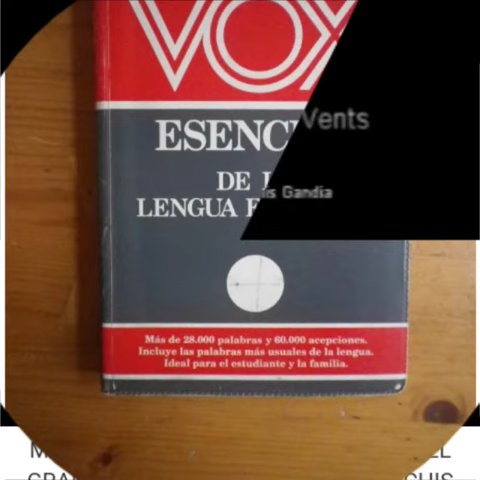 VOX
ESENC
DE
LENGUA E
Vents
is Gandia
Más de 28.000 palabras y 60.000 acepciones.
Incluye las palabras más usuales de la lengua.
Ideal para el estudiante y la familia.